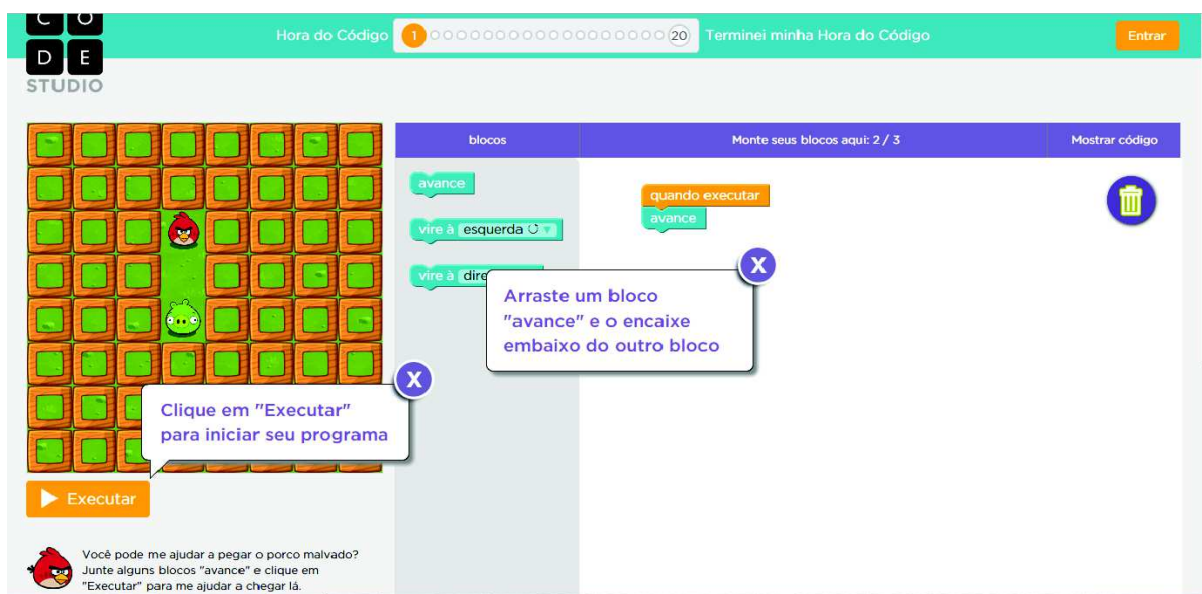 C O
D E
STUDIO
Hora do Código 1 20 Terminei minha Hora do Código
Entrar
blocos
Monte seus blocos aqui: 2 / 3
Mostrar código
avance
vire à esquerda
vire à
quando executar
avance
X
Arraste um bloco
"avance" e o encaixe
embaixo do outro bloco
X
Clique em "Executar"
para iniciar seu programa
Executar
Você pode me ajudar a pegar o porco malvado?
Junte alguns blocos "avance" e clique em
"Executar" para me ajudar a chegar lá.